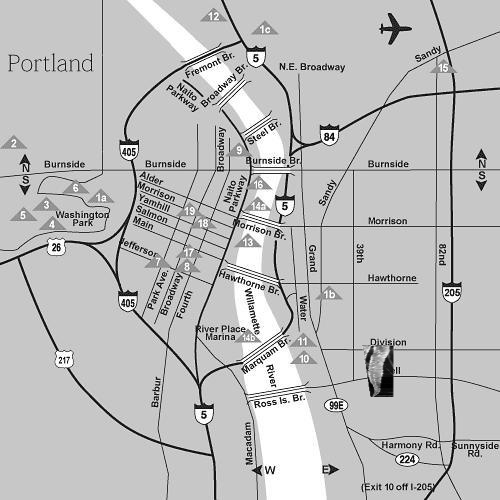 12
1c
5
Portland
Fremont Br.
Sandy
15
N.E. Broadway
Naito
Parkway
Broadway Br.
Steel Br.
84
405
2
N
S
Burnside
Burnside
Broadway
9
Burnside Br.
Burnside
N
S
Alder
Morrison
Yamhill
Salmon
Main
Jefferson
6
1a
3
5
4
Washington
Park
Naito
Parkway
16
14a
5
Sandy
19
18
Morrison Br.
Morrison
26
13
Grand
39th
82nd
7
17
8
Park Ave.
Broadway
Fourth
405
Hawthorne Br.
Hawthorne
1b
205
Willamette
River
Water
River Place
Marina
14b
Marquam Br.
11
10
Division
ell
217
Barbur
5
Ross Is. Br.
99E
Macadam
Harmony Rd.
Sunnyside
Rd.
224
W
E
(Exit 10 off I-205)